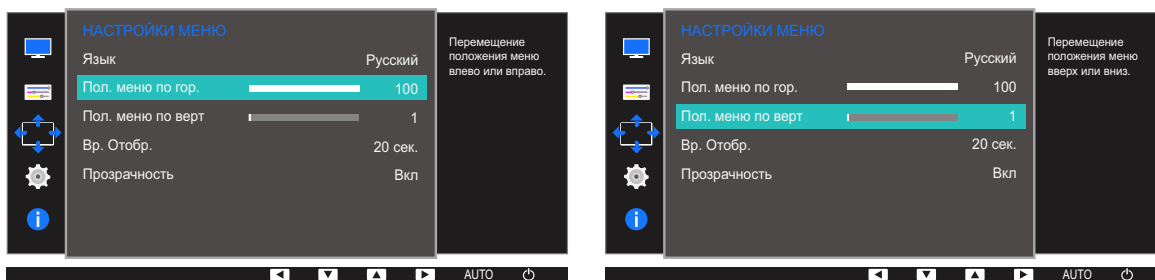 НАСТРОЙКИ МЕНЮ
Язык Русский
Пол. меню по гор. 100
Пол. меню по верт 1
Вр. Отобр. 20 сек.
Прозрачность Вкл
Перемещение
положения меню
влево или вправо.
AUTO
НАСТРОЙКИ МЕНЮ
Язык Русский
Пол. меню по гор. 100
Пол. меню по верт 1
Вр. Отобр. 20 сек.
Прозрачность Вкл
Перемещение
положения меню
вверх или вниз.
AUTO